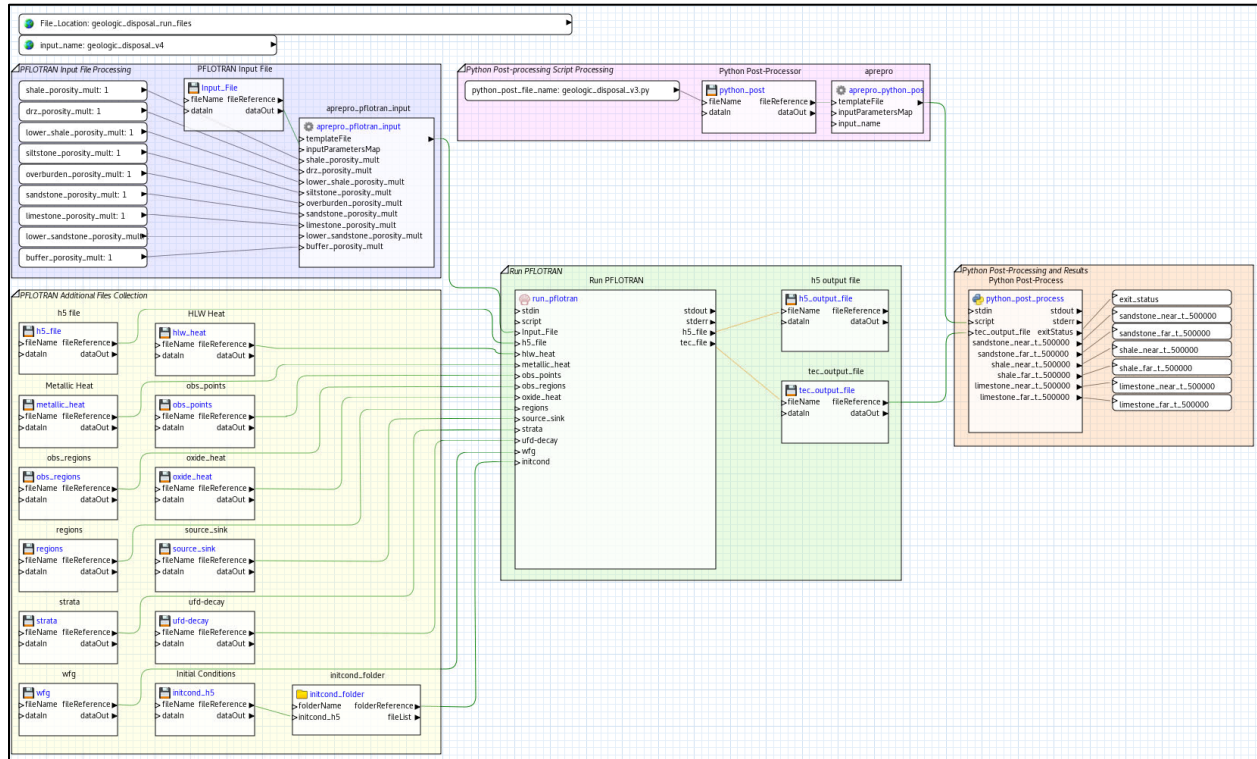 File_Location: geologic_disposal_run_files
input_name: geologic_disposal_v4
PFLOTRAN Input File Processing
shale_porosity_mult: 1
drz_porosity_mult: 1
lower_shale_porosity_mult: 1
siltstone_porosity_mult: 1
overburden_porosity_mult: 1
sandstone_porosity_mult: 1
limestone_porosity_mult: 1
lower_sandstone_porosity_mult
buffer_porosity_mult: 1
PFLOTRAN Input File
Input_File
fileName fileReference
dataIn dataOut
aprepro_pflotran_input
aprepro_pflotran_input
templateFile
inputParametersMap
shale_porosity_mult
drz_porosity_mult
lower_shale_porosity_mult
siltstone_porosity_mult
overburden_porosity_mult
sandstone_porosity_mult
limestone_porosity_mult
lower_sandstone_porosity_mult
buffer_porosity_mult
Python Post-processing Script Processing
python_post_file_name: geologic_disposal_v3.py
Python Post-Processor
python_post
fileName fileReference
dataIn dataOut
aprepro
aprepro_python_pos
templateFile
inputParametersMap
input_name
PFLOTRAN Additional Files Collection
h5 file
h5_file
fileName fileReference
dataIn dataOut
HLW Heat
hlw_heat
fileName fileReference
dataIn dataOut
Metallic Heat
metallic_heat
fileName fileReference
dataIn dataOut
obs_points
obs_points
fileName fileReference
dataIn dataOut
obs_regions
obs_regions
fileName fileReference
dataIn dataOut
oxide_heat
oxide_heat
fileName fileReference
dataIn dataOut
regions
regions
fileName fileReference
dataIn dataOut
source_sink
source_sink
fileName fileReference
dataIn dataOut
strata
strata
fileName fileReference
dataIn dataOut
ufd-decay
ufd-decay
fileName fileReference
dataIn dataOut
wfg
wfg
fileName fileReference
dataIn dataOut
Initial Conditions
initcond_h5
fileName fileReference
dataIn dataOut
initcond_folder
initcond_folder
folderName folderReference
initcond_h5 fileList
Run PFLOTRAN
Run PFLOTRAN
run_pflotran
stdin stdout
script stderr
Input_File h5_file
h5_file tec_file
hlw_heat
metallic_heat
obs_points
obs_regions
oxide_heat
regions
source_sink
strata
ufd-decay
wfg
initcond
h5 output file
h5_output_file
fileName fileReference
dataIn dataOut
tec_output_file
tec_output_file
fileName fileReference
dataIn dataOut
Python Post-Processing and Results
Python Post-Process
python_post_process
stdin stdout
script stderr
tec_output_file exitStatus
sandstone_near_t_500000
sandstone_far_t_500000
shale_near_t_500000
shale_far_t_500000
limestone_near_t_500000
limestone_far_t_500000
exit_status
sandstone_near_t_500000
sandstone_far_t_500000
shale_near_t_500000
shale_far_t_500000
limestone_near_t_500000
limestone_far_t_500000